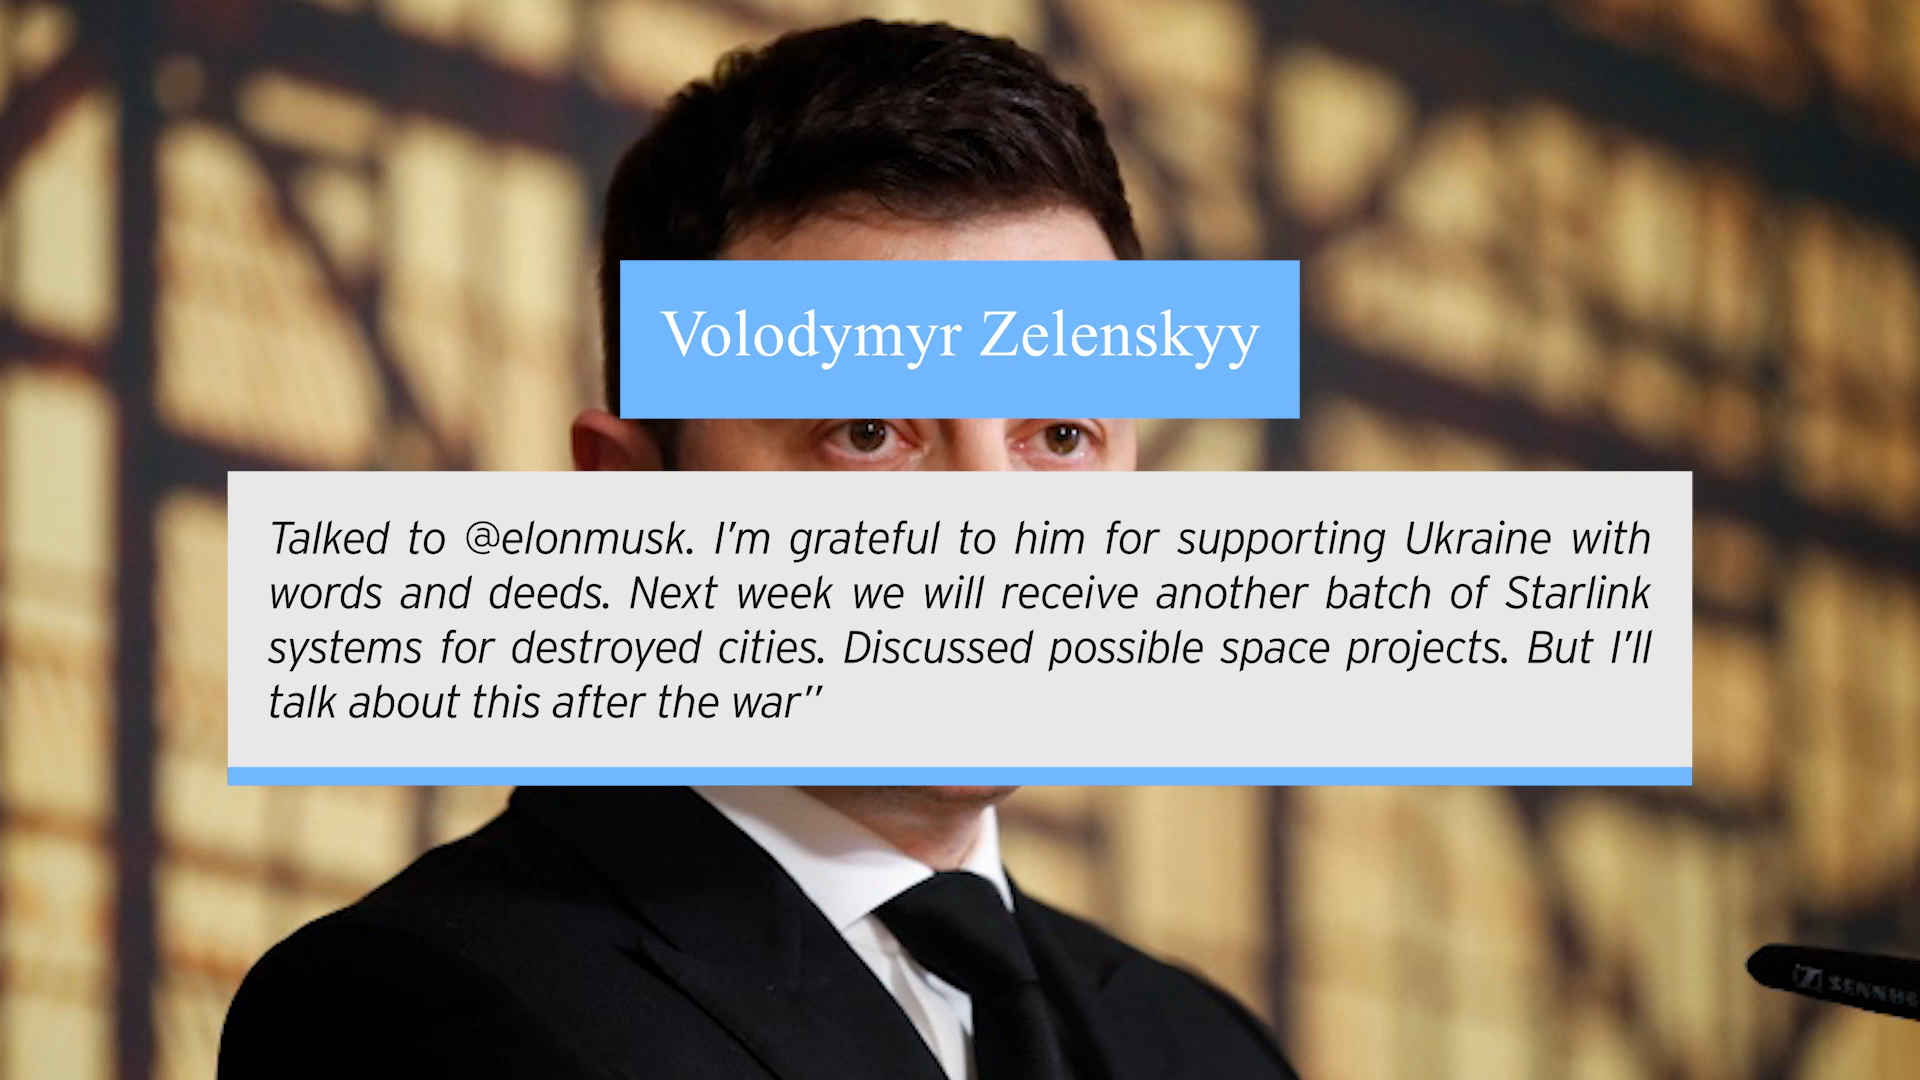 Volodymyr Zelenskyy
Talked to @elonmusk. I'm grateful to him for supporting Ukraine with
words and deeds. Next week we will receive another batch of Starlink
systems for destroyed cities. Discussed possible space projects. But I'll
talk about this after the war”